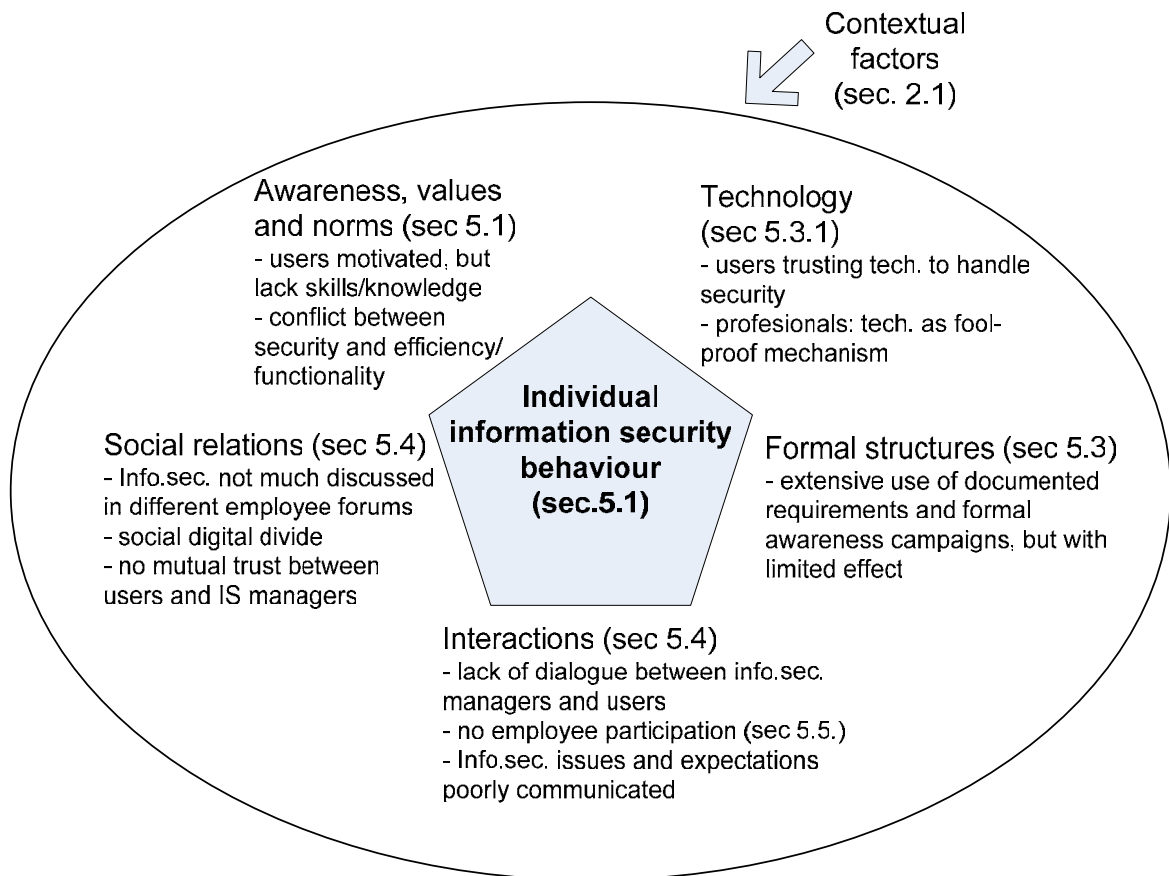 Contextual
factors
(sec. 2.1)
Awareness, values
and norms (sec 5.1)
- users motivated, but
lack skills/knowledge
- conflict between
security and efficiency/
functionality
Technology
(sec 5.3.1)
- users trusting tech. to handle
security
- profesionals: tech. as fool-
proof mechanism
Individual
information security
behaviour
(sec.5.1)
Social relations (sec 5.4)
- Info.sec. not much discussed
in different employee forums
- social digital divide
- no mutual trust between
users and IS managers
Formal structures (sec 5.3)
- extensive use of documented
requirements and formal
awareness campaigns, but with
limited effect
Interactions (sec 5.4)
- lack of dialogue between info.sec.
managers and users
- no employee participation (sec 5.5.)
- Info.sec. issues and expectations
poorly communicated